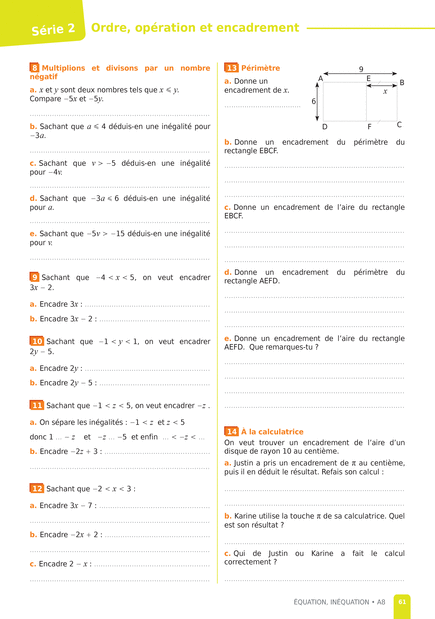 Série 2
Ordre, opération et encadrement
8 Multiplions et divisons par un nombre
négatif
a. x et y sont deux nombres tels que x ⩽ y.
Compare −5x et −5y.
b. Sachant que a ⩽ 4 déduis-en une inégalité pour
−3a.
c. Sachant que v > −5 déduis-en une inégalité
pour −4v.
d. Sachant que −3a ⩽ 6 déduis-en une inégalité
pour a.
e. Sachant que −5v > −15 déduis-en une inégalité
pour v.
9 Sachant que −4 < x < 5, on veut encadrer
3x − 2.
a. Encadre 3x :
b. Encadre 3x − 2 :
10 Sachant que −1 < y < 1, on veut encadrer
2y − 5.
a. Encadre 2y :
b. Encadre 2y − 5 :
11 Sachant que −1 < z < 5, on veut encadrer −z .
a. On sépare les inégalités : −1 < z et z < 5
donc 1 ... − z et −z ... −5 et enfin ... < −z < ...
b. Encadre −2z + 3 :
12 Sachant que −2 < x < 3 :
a. Encadre 3x − 7 :
b. Encadre −2x + 2 :
c. Encadre 2 − x :
13 Périmètre
a. Donne un
encadrement de x.
9
A E B
x
6
D F C
b. Donne un encadrement du périmètre du
rectangle EBCF.
c. Donne un encadrement de l'aire du rectangle
EBCF.
d. Donne un encadrement du périmètre du
rectangle AEFD.
e. Donne un encadrement de l'aire du rectangle
AEFD. Que remarques-tu ?
14 À la calculatrice
On veut trouver un encadrement de l'aire d'un
disque de rayon 10 au centième.
a. Justin a pris un encadrement de π au centième,
puis il en déduit le résultat. Refais son calcul :
b. Karine utilise la touche π de sa calculatrice. Quel
est son résultat ?
c. Qui de Justin ou Karine a fait le calcul
correctement ?
ÉQUATION, INÉQUATION • A8
61